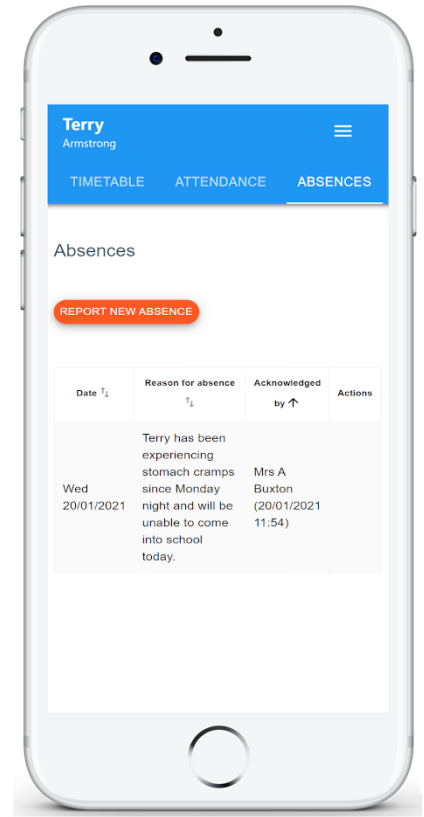 Terry
Armstrong
TIMETABLE ATTENDANCE ABSENCES
Absences
REPORT NEW ABSENCE
Date Reason for absence Acknowledged by Actions
Wed 20/01/2021
Terry has been
experiencing
stomach cramps
since Monday
night and will be
unable to come
into school
today.
Mrs A
Buxton
(20/01/2021
11:54)